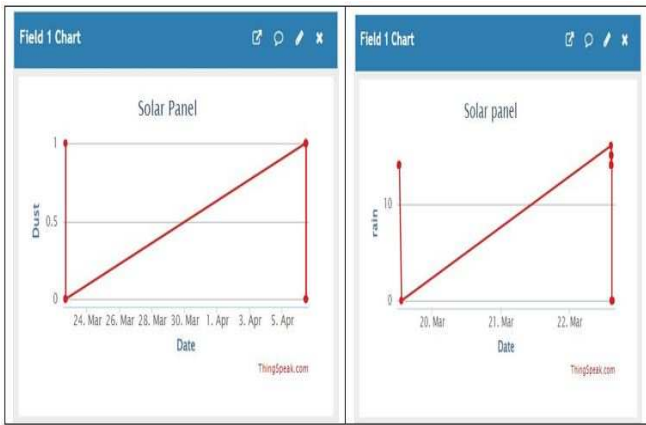 Field 1 Chart
Solar Panel
1
0.5
0
Dust
24. Mar 26. Mar 28. Mar 30. Mar 1. Apr 3. Apr 5. Apr
Date
ThingSpeak.com
Field 1 Chart
Solar panel
10
0
rain
20. Mar 21. Mar 22. Mar
Date
ThingSpeak.com